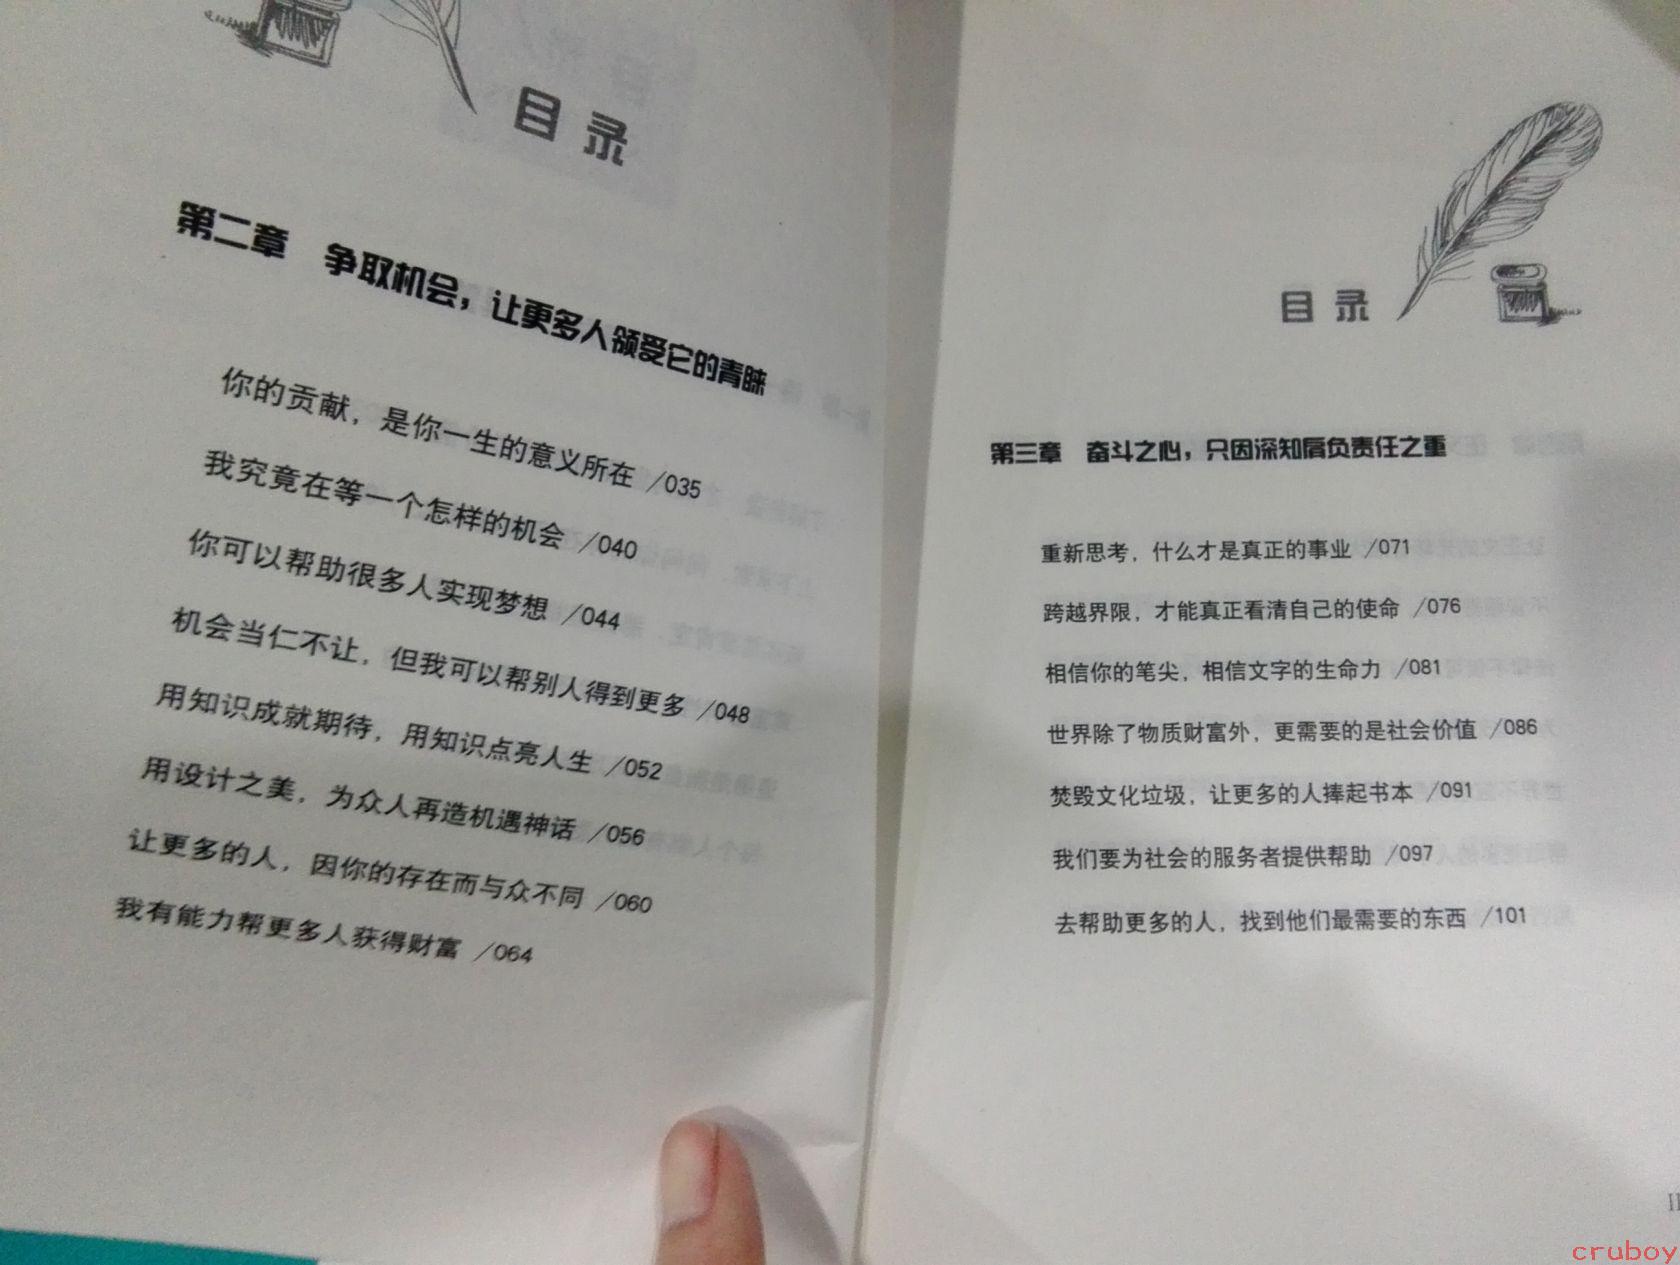 目录
第二章 争取机会，让更多人领受它的青睐
你的贡献，是你一生的意义所在 /035
我究竟在等一个怎样的机会 /040
你可以帮助很多人实现梦想 /044
机会当仁不让，但我可以帮别人得到更多 /048
用知识成就期待，用知识点亮人生 /052
用设计之美，为众人再造机遇神话 /056
让更多的人，因你的存在而与众不同 /060
我有能力帮更多人获得财富 /064
目录
第三章 奋斗之心，只因深知肩负责任之重
重新思考，什么才是真正的事业 /071
跨越界限，才能真正看清自己的使命 /076
相信你的笔尖，相信文字的生命力 /081
世界除了物质财富外，更需要的是社会价值 /086
焚毁文化垃圾，让更多的人捧起书本 /091
我们要为社会的服务者提供帮助 /097
去帮助更多的人，找到他们最需要的东西 /101
cruboy